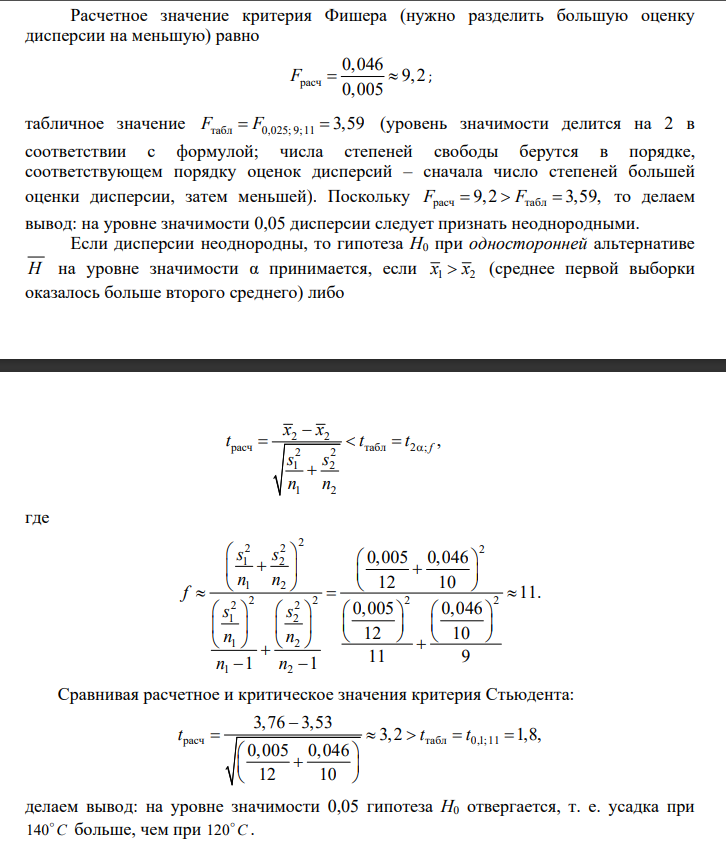 Расчетное значение критерия Фишера (нужно разделить большую оценку
дисперсии на меньшую) равно
F_расч = 0,046 / 0,005 ≈ 9,2 ;
табличное значение F_табл = F_0,025; 9; 11 = 3,59 (уровень значимости делится на 2 в
соответствии с формулой; числа степеней свободы берутся в порядке,
соответствующем порядку оценок дисперсий – сначала число степеней большей
оценки дисперсии, затем меньшей). Поскольку F_расч = 9,2 > F_табл = 3,59, то делаем
вывод: на уровне значимости 0,05 дисперсии следует признать неоднородными.
Если дисперсии неоднородны, то гипотеза H₀ при односторонней альтернативе
H̅ на уровне значимости α принимается, если x̅₁ > x̅₂ (среднее первой выборки
оказалось больше второго среднего) либо
t_расч = (x̅₂ − x̅₂) / √(s₁²/n₁ + s₂²/n₂) < t_табл = t_2α; f ,
где
f ≈ (s₁²/n₁ + s₂²/n₂)² / ((s₁²/n₁)²/(n₁ − 1) + (s₂²/n₂)²/(n₂ − 1)) = (0,005/12 + 0,046/10)² / ((0,005/12)²/11 + (0,046/10)²/9) ≈ 11.
Сравнивая расчетное и критическое значения критерия Стьюдента:
t_расч = (3,76 − 3,53) / √(0,005/12 + 0,046/10) ≈ 3,2 > t_табл = t_0,1; 11 = 1,8,
делаем вывод: на уровне значимости 0,05 гипотеза H₀ отвергается, т. е. усадка при
140°C больше, чем при 120°C .